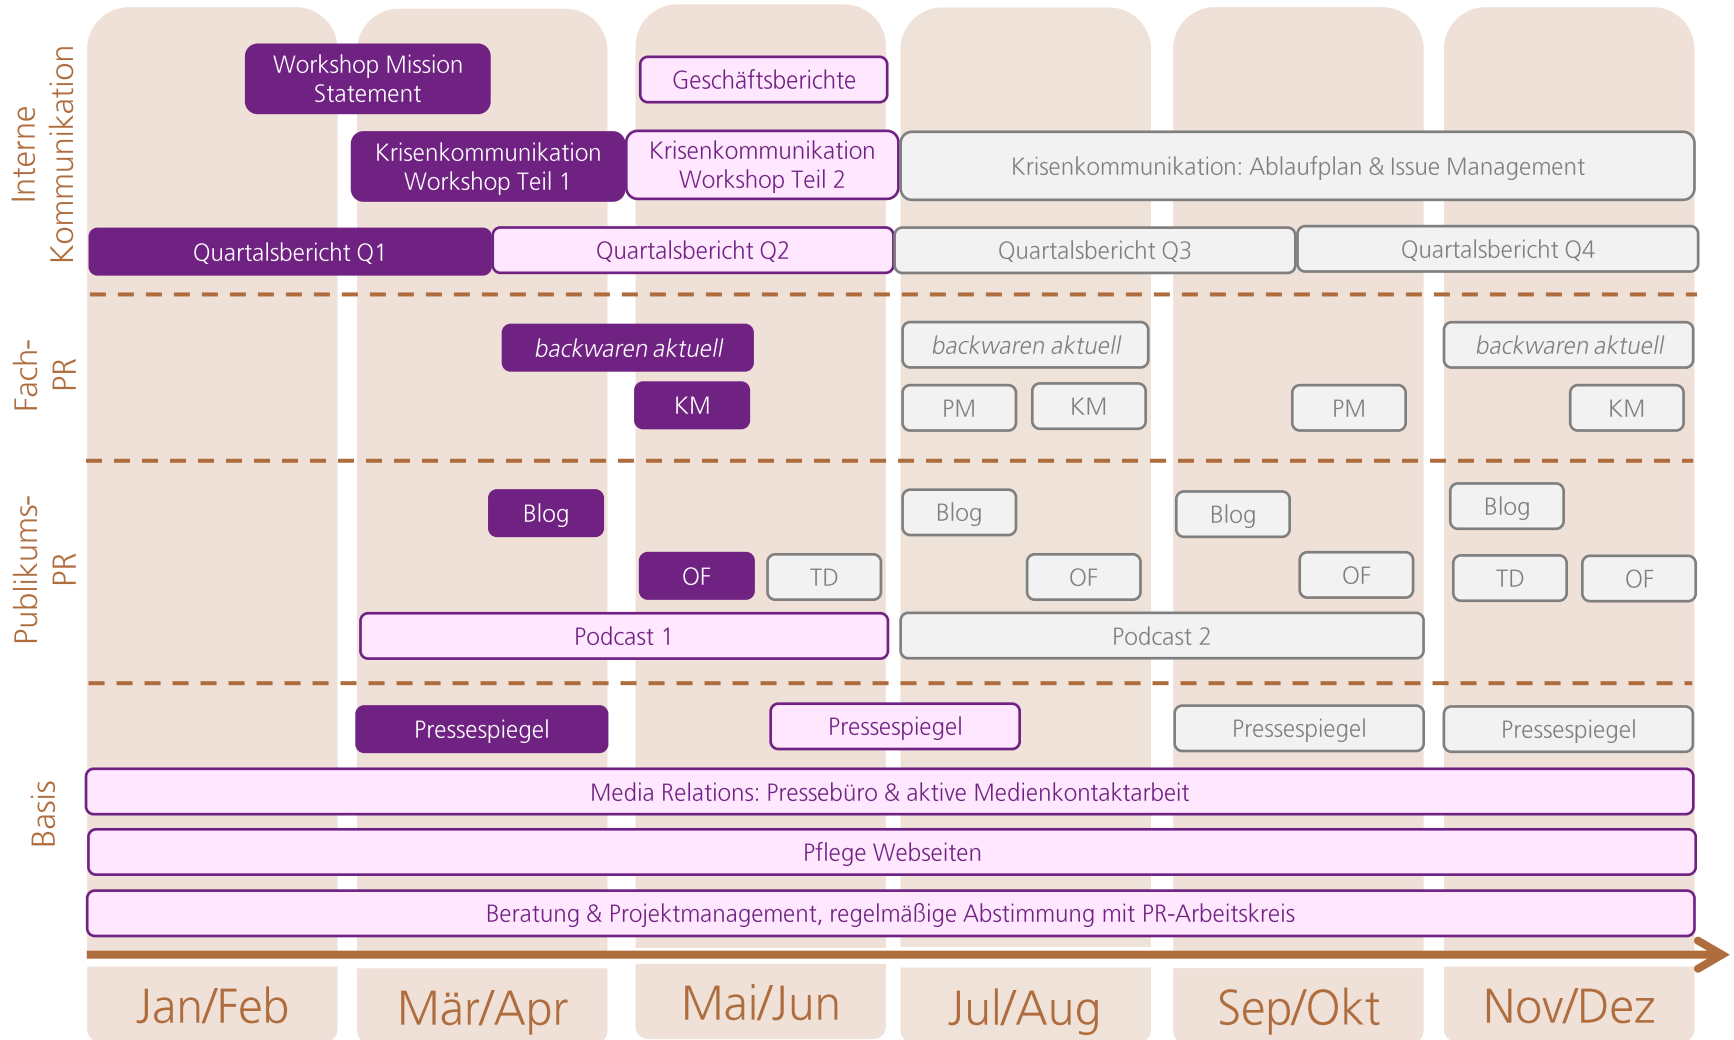 Interne
Kommunikation
Workshop Mission
Statement
Geschäftsberichte
Krisenkommunikation
Workshop Teil 1
Krisenkommunikation
Workshop Teil 2
Krisenkommunikation: Ablaufplan & Issue Management
Quartalsbericht Q1
Quartalsbericht Q2
Quartalsbericht Q3
Quartalsbericht Q4
Fach-
PR
backwaren aktuell
backwaren aktuell
backwaren aktuell
KM
PM
KM
PM
KM
Publikums-
PR
Blog
Blog
Blog
Blog
OF
TD
OF
OF
TD
OF
Podcast 1
Podcast 2
Basis
Pressespiegel
Pressespiegel
Pressespiegel
Pressespiegel
Media Relations: Pressebüro & aktive Medienkontaktarbeit
Pflege Webseiten
Beratung & Projektmanagement, regelmäßige Abstimmung mit PR-Arbeitskreis
Jan/Feb
Mär/Apr
Mai/Jun
Jul/Aug
Sep/Okt
Nov/Dez